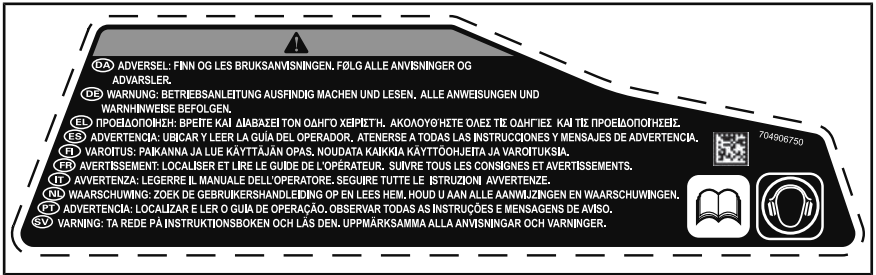 DA ADVERSEL: FINN OG LES BRUKSANVISNINGEN. FØLG ALLE ANVISNINGER OG
ADVARSLER.
DE WARNUNG: BETRIEBSANLEITUNG AUSFINDIG MACHEN UND LESEN. ALLE ANWEISUNGEN UND
WARNHINWEISE BEFOLGEN.
EL ΠΡΟΕΙΔΟΠΟΙΗΣΗ: ΒΡΕΙΤΕ ΚΑΙ ΔΙΑΒΑΣΕΙ ΤΟΝ ΟΔΗΓΟ ΧΕΙΡΙΣΤΗ. ΑΚΟΛΟΥΘΗΣΤΕ ΌΛΕΣ ΤΙΣ ΟΔΗΓΙΕΣ ΚΑΙ ΤΙΣ ΠΡΟΕΙΔΟΠΟΙΗΣΕΙΣ.
ES ADVERTENCIA: UBICAR Y LEER LA GUÍA DEL OPERADOR. ATENERSE A TODAS LAS INSTRUCCIONES Y MENSAJES DE ADVERTENCIA.
FI VAROITUS: PAIKANNA JA LUE KÄYTTÄJÄN OPAS. NOUDATA KAIKKIA KÄYTTÖOHJEITA JA VAROITUKSIA.
FR AVERTISSEMENT: LOCALISER ET LIRE LE GUIDE DE L'OPÉRATEUR. SUIVRE TOUS LES CONSIGNES ET AVERTISSEMENTS.
IT AVVERTENZA: LEGERRE IL MANUALE DELL'OPERATORE. SEGUIRE TUTTE LE ISTRUZIONI AVVERTENZE.
NL WAARSCHUWING: ZOEK DE GEBRUIKERSHANDLEIDING OP EN LEES HEM. HOUD U AAN ALLE AANWIJZINGEN EN WAARSCHUWINGEN.
PT ADVERTENCIA: LOCALIZAR E LER O GUIA DE OPERAÇÃO. OBSERVAR TODAS AS INSTRUÇÕES E MENSAGENS DE AVISO.
SV VARNING: TA REDE PÅ INSTRUKTIONSBOKEN OCH LÄS DEN. UPPMÄRKSAMMA ALLA ANVISNINGAR OCH VARNINGER.
704906750